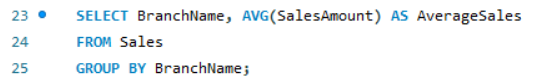 23 SELECT BranchName, AVG(SalesAmount) AS AverageSales
24 FROM Sales
25 GROUP BY BranchName;